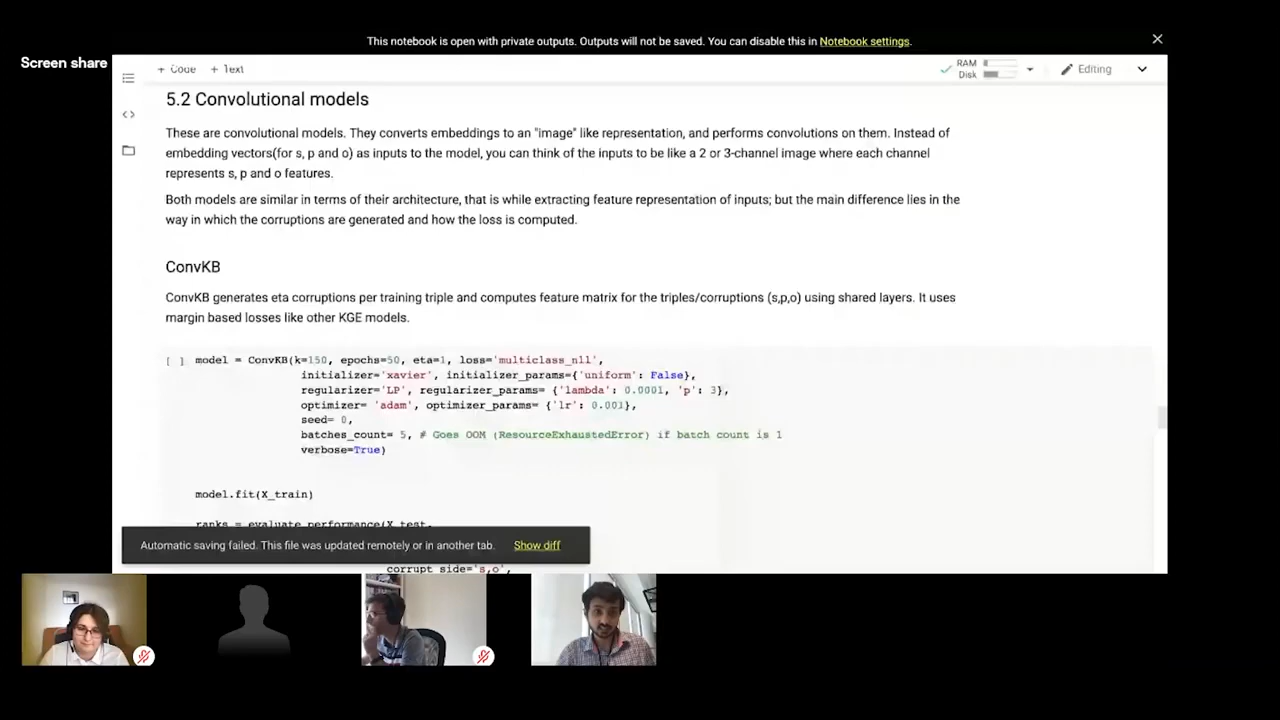 This notebook is open with private outputs. Outputs will not be saved. You can disable this in Notebook settings.
Screen share
+ Code + Text
RAM
Disk
Editing
5.2 Convolutional models
These are convolutional models. They converts embeddings to an "image" like representation, and performs convolutions on them. Instead of
embedding vectors(for s, p and o) as inputs to the model, you can think of the inputs to be like a 2 or 3-channel image where each channel
represents s, p and o features.
Both models are similar in terms of their architecture, that is while extracting feature representation of inputs; but the main difference lies in the
way in which the corruptions are generated and how the loss is computed.
ConvKB
ConvKB generates eta corruptions per training triple and computes feature matrix for the triples/corruptions (s,p,o) using shared layers. It uses
margin based losses like other KGE models.
[ ] model = ConvKB(k=150, epochs=50, eta=1, loss='multiclass_nll',
initializer='xavier', initializer_params={'uniform': False},
regularizer='LP', regularizer_params= {'lambda': 0.0001, 'p': 3},
optimizer= 'adam', optimizer_params= {'lr': 0.001},
seed= 0,
batches_count= 5, # Goes OOM (ResourceExhaustedError) if batch count is 1
verbose=True)
model.fit(X_train)
ranks = evaluate_performance(X_test,
Automatic saving failed. This file was updated remotely or in another tab. Show diff
corrupt_side='s,o',